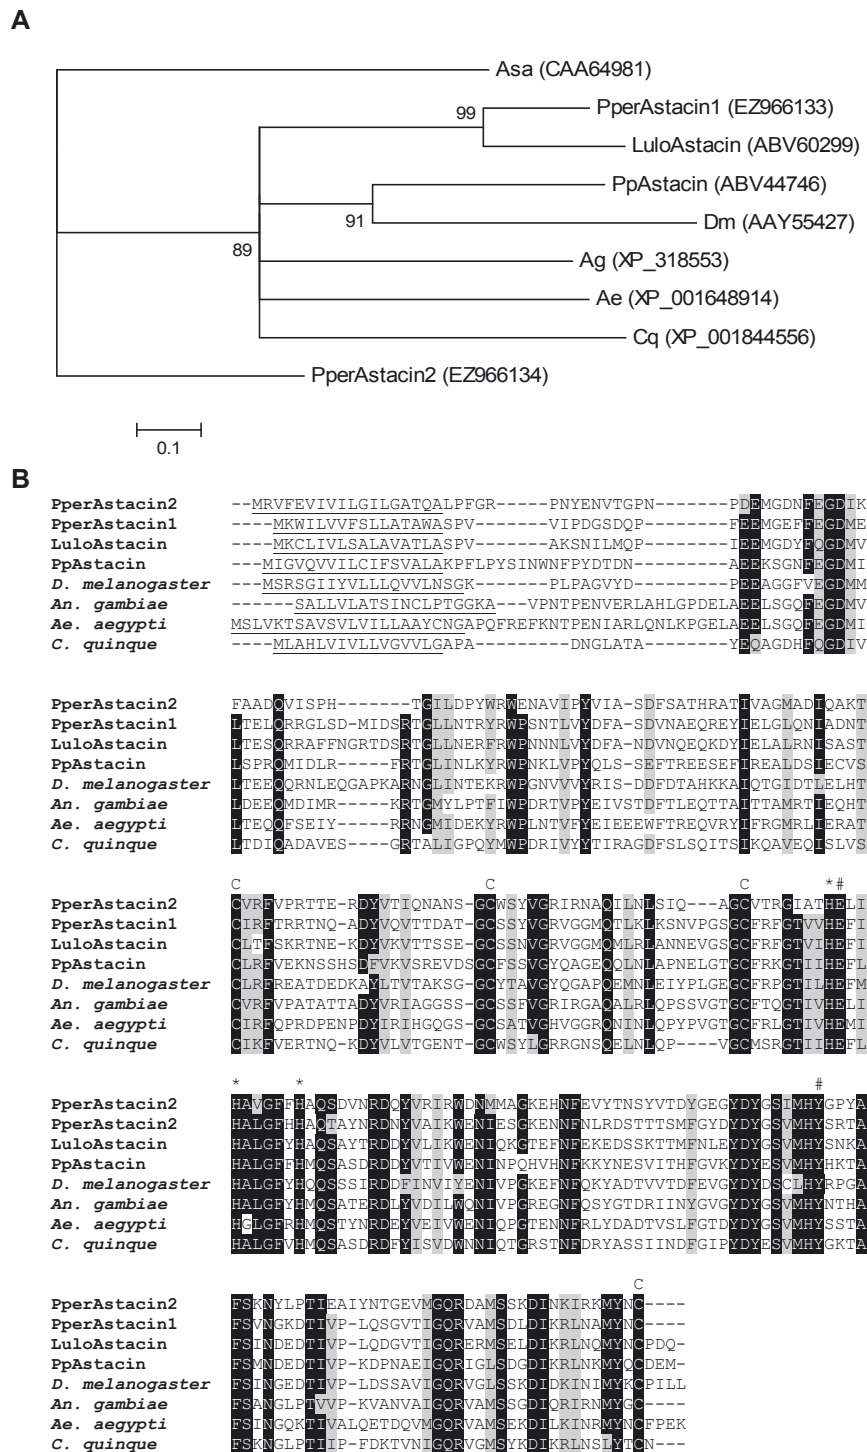 A
Asa (CAA64981)
99
PperAstacin1 (EZ966133)
LuloAstacin (ABV60299)
PpAstacin (ABV44746)
91
Dm (AAY55427)
89
Ag (XP_318553)
Ae (XP_001648914)
Cq (XP_001844556)
PperAstacin2 (EZ966134)
0.1
B
PperAstacin2 --MRVFEVIVILGILGATQALPFGR-----PNYENVTGPN-------PDEMGDNFEGDIK
PperAstacin1 ----MKWILVVFSLLATAWASPV------VIPDGSDQP--------FEEMGEFFEGDME
LuloAstacin ----MKCLIVLSALAVATLASPV------AKSNILMQP--------IEEMGDYFQGDMV
PpAstacin ---MIGVQVVILCIFSVALAKPFLPYSINWNFPYDTDN--------AEEKSGNFEGDMI
D. melanogaster ---MSRSGIIYVLLLQVVLNSGK-------PLPAGVYD--------PEEAGGFVEGDMM
An. gambiae ------SALLVLATSINCLPTGGKA---VPNTPENVERLAHLGPDELAEELSGQFEGDMV
Ae. aegypti MSLVKTSAVSVLVILLAAYCNGAPQFREFKNTPENIARLQNLKPGELAEELSGQFEGDMI
C. quinque ----MLAHLVIVLLVGVVLGAPA-------DNGLATA----------YEQAGDHFQGDIV
PperAstacin2 FAADQVISPH-------TGILDPYWRWENAVIPYVIA-SDFSATHRATIVAGMADIQAKT
PperAstacin1 LTELQRRGLSD-MIDSRTGLLNTRYRWPSNTLVYDFA-SDVNAEQREYIELGLQNIADNT
LuloAstacin LTESQRRAFFNGRTDSRTGLLNERFRWPNNNLVYDFA-NDVNQEQKDYIELALRNISAST
PpAstacin LSPRQMIDLR-----FRTGLINLKYRWPNKLVPYQLS-SEFTREESEFIREALDSIECVS
D. melanogaster LTEEQQRNLEQGAPKARNGLINTEKRWPGNVVVYRIS-DDFDTAHKKAIQTGIDTLELHT
An. gambiae LDEEQMDIMR-----KRTGMYLPTFIWPDRTVPYEIVSTDFTLEQTTAITTAMRTIEQHT
Ae. aegypti LTEQQFSEIY-----RRNGMIDEKYRWPLNTVFYEIEEEWFTREQVRYIFRGMRLIERAT
C. quinque LTDIQADAVES----GRTALIGPQYMWPDRIVYYTIRAGDFSLSQITSIKQAVEQISLVS
C C C *#
PperAstacin2 CVRFVPRTTE-RDYVTIQNANS-GCWSYVGRIRNAQILNLSIQ---AGCVTRGIATHELI
PperAstacin1 CIRFTRRTNQ-ADYVQVTTDAT-GCSSYVGRVGGMQTLKLKSNVPGSGCFRFGTVVHEFI
LuloAstacin CLTFSKRTNE-KDYVKVTTSSE-GCSSNVGRVGGMQMLRLANNEVGSGCFRFGTVIHEFI
PpAstacin CLRFVEKNSSHSDFVKVSREVDSGCFSSVGYQAGEQQLNLAPNELGTGCFRKGTIIHEFI
D. melanogaster CLRFREATDEDKAYLTVTAKSG-GCYTAVGYQGAPQEMNLEIYPLGEGCFRPGTILHEFM
An. gambiae CVRFVPATATTADYVRIAGGSS-GCSSFVGRIRGAQALRLQPSSVGTGCFTQGTIVHELI
Ae. aegypti CIRFQPRDPENPDYIRIHGQGS-GCSATVGHVGGRQNINLQPYPVGTGCFRLGTIVHEMI
C. quinque CIKFVERTNQ-KDYVLVTGENT-GCWSYLGRRGNSQELNLQ-----PVGCMSRGTIVHEFL
* * #
PperAstacin2 HAVGFFHAQSDVNRDQYVRIRWDNMMAGKEHNFEVYTNSYVTDYGEGYDYGSIMHYGPYA
PperAstacin2 HALGFHHAQTAYNRDNYVAIKWENIESGKENNFNLRDSTTTSMFGYDYDYGSVMHYSRTA
LuloAstacin HALGFYHAQSAYTRDDYVLIKWENIQKGTEFNFEKEDSSKTTMFNLEYDYGSVMHYSNKA
PpAstacin HALGFFHMQSASDRDDYVTIVWENINPQHVHNFKKYNESVITHFGVKYDYESVMHYHKTA
D. melanogaster HALGFYHQQSSSIRDDFINVIYENIVPGKEFNFQKYADTVVTDFEVGYDYDSCLHYRPGA
An. gambiae HALGFYHMQSATERDLYVDILWQNIVPGREGNFQSYGTDRIINYGVGYDYGSVMHYNTHA
Ae. aegypti HGLGFRHMQSTYNRDEYVEIVWENIQPGTENNFRLYDADTVSLFGTDYDYGSVMHYSSTA
C. quinque HALGFVHMQSASDRDFYISVDWNNIQTGRSTNFDRYASSIINDFGIPYDYESVMHYGKTA
C
PperAstacin2 FSKNYLPTIEAIYNTGEVMGQRDAMSSKDINKIRKMYNC----
PperAstacin1 FSVNGKDTIVP-LQSGVTIGQRVAMSDLDIKRLNAMYNC----
LuloAstacin FSINDEDTIVP-LQDGVTIGQRERMSELDIKRLNQMYNCPDQ-
PpAstacin FSMNDEDTIVP-KDPNAEIGQRIGLSDGDIKRLNKMYQCDEM-
D. melanogaster FSINGEDTIVP-LDSSAVIGQRVGLSSKDIDKINIMYKCPILL
An. gambiae FSANGLPTVVP-KVANVAIGQRVAMSGDIQRIRNMYGC-----
Ae. aegypti FSINGQKTIVALQETDQVMGQRVAMSEKDILKINRMYNCFPEK
C. quinque FSKNGLPTIIP-FDKTVNIGQRVGMSYKDIKRLNSLYTCN---